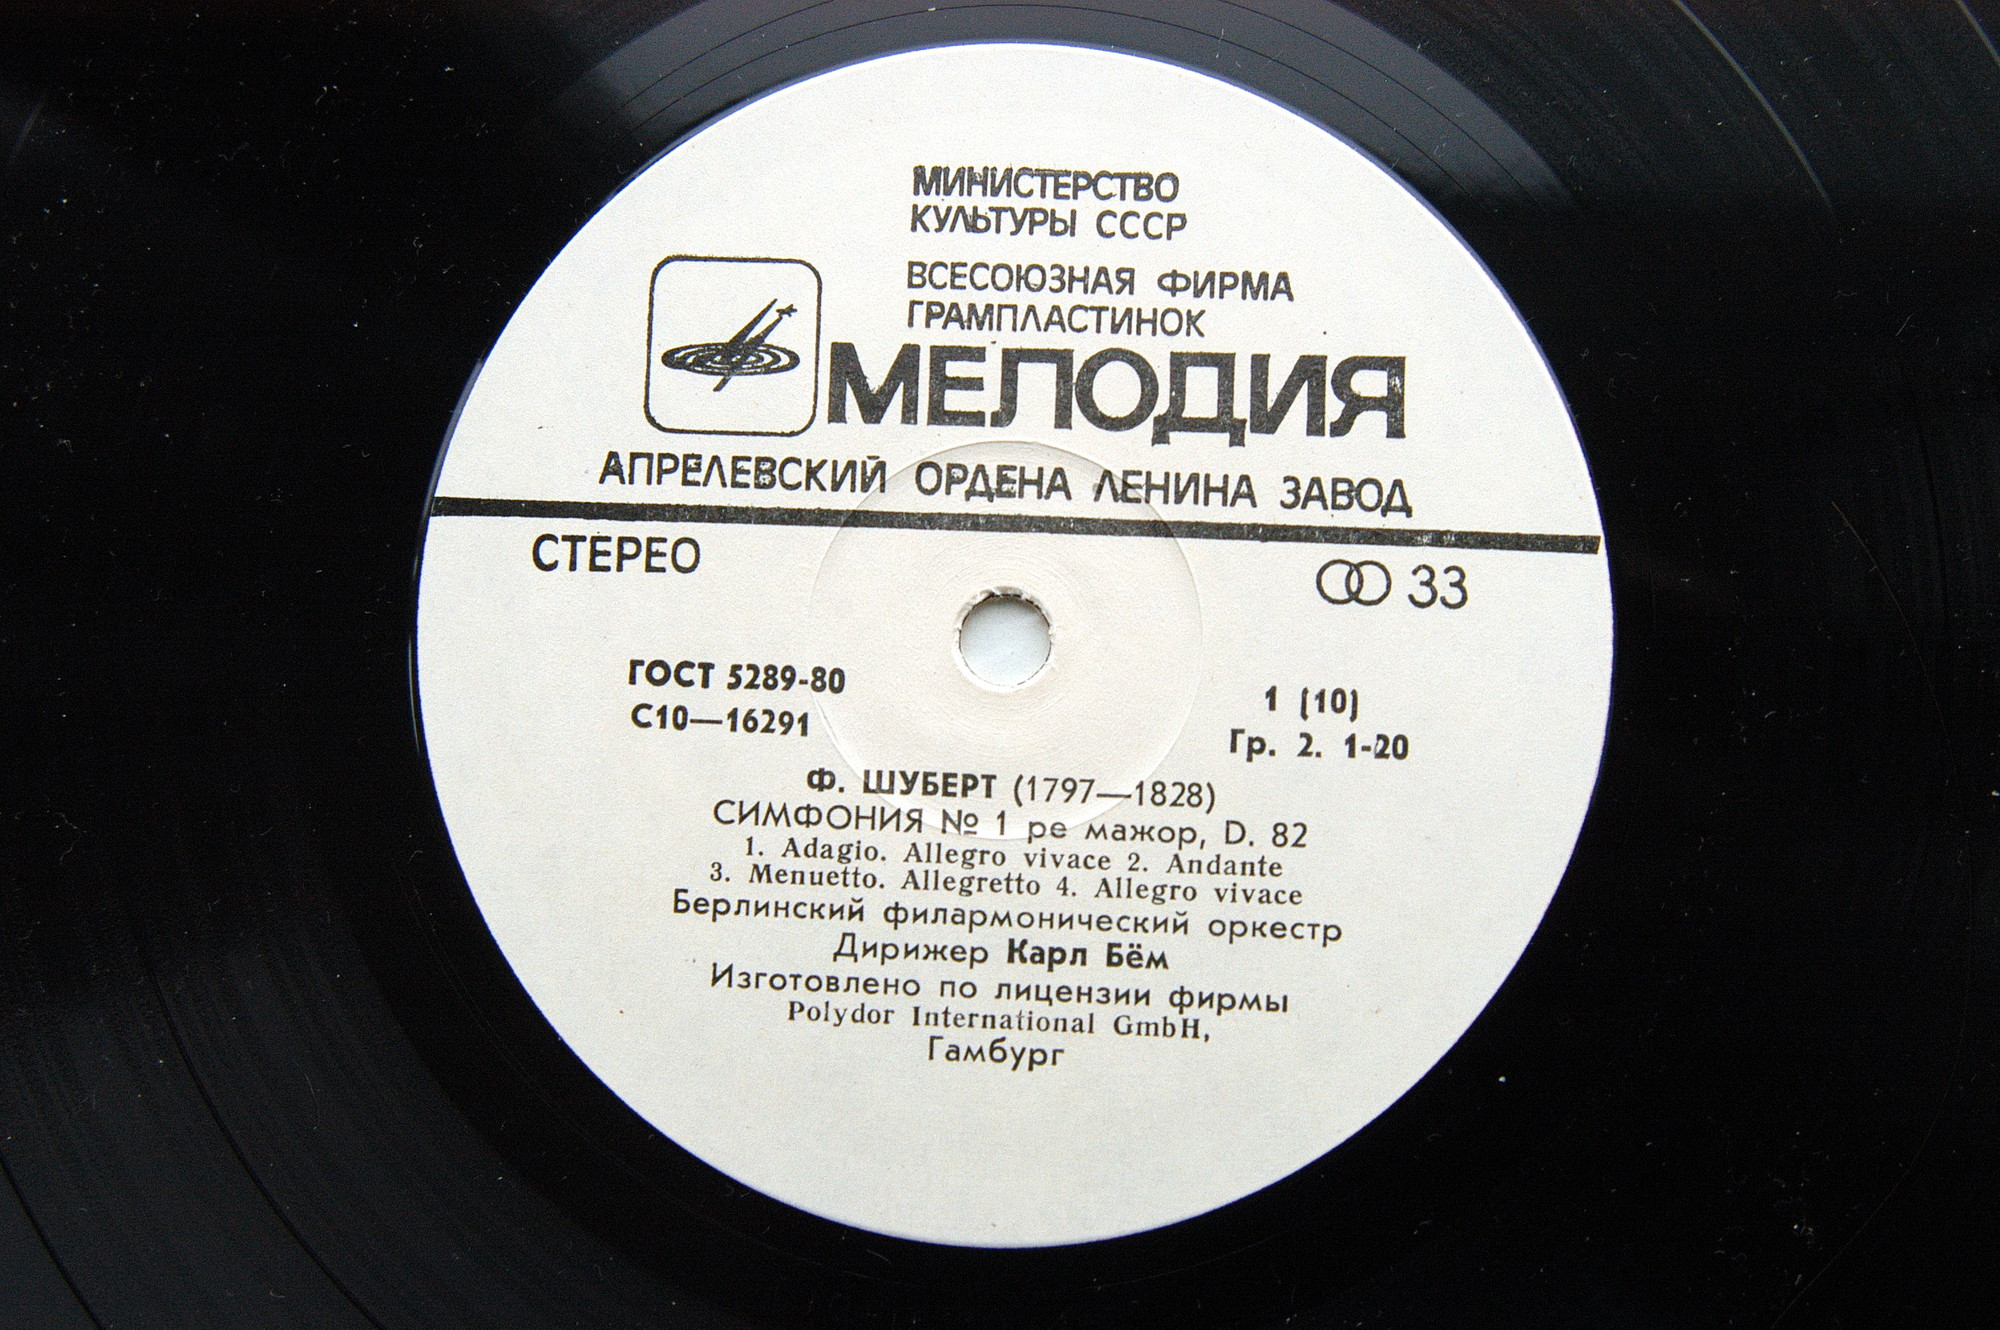 МИНИСТЕРСТВО
КУЛЬТУРЫ СССР
ВСЕСОЮЗНАЯ ФИРМА
ГРАМПЛАСТИНОК
МЕЛОДИЯ
АПРЕЛЕВСКИЙ ОРДЕНА ЛЕНИНА ЗАВОД
СТЕРЕО
33
ГОСТ 5289-80
С10—16291
1 (10)
Гр. 2. 1-20
Ф. ШУБЕРТ (1797—1828)
СИМФОНИЯ № 1 ре мажор, D. 82
1. Adagio. Allegro vivace 2. Andante
3. Menuetto. Allegretto 4. Allegro vivace
Берлинский филармонический оркестр
Дирижер Карл Бём
Изготовлено по лицензии фирмы
Polydor International GmbH,
Гамбург